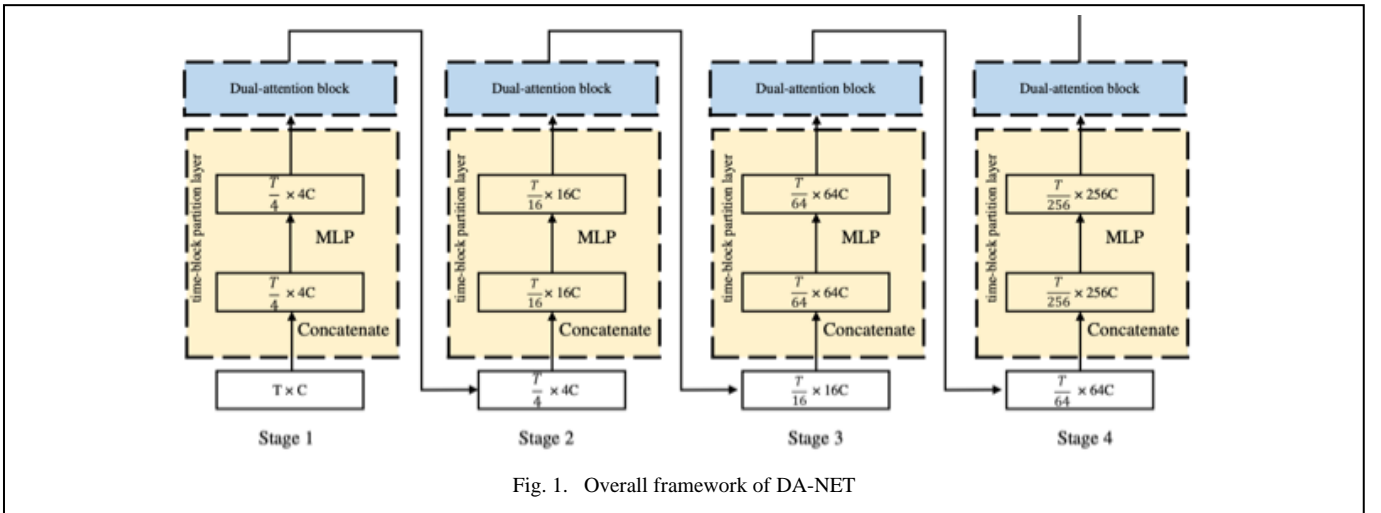 Dual-attention block
time-block partition layer
T/4 × 4C
MLP
T/4 × 4C
Concatenate
T × C
Stage 1
Dual-attention block
time-block partition layer
T/16 × 16C
MLP
T/16 × 16C
Concatenate
T/4 × 4C
Stage 2
Dual-attention block
time-block partition layer
T/64 × 64C
MLP
T/64 × 64C
Concatenate
T/16 × 16C
Stage 3
Dual-attention block
time-block partition layer
T/256 × 256C
MLP
T/256 × 256C
Concatenate
T/64 × 64C
Stage 4
Fig. 1. Overall framework of DA-NET